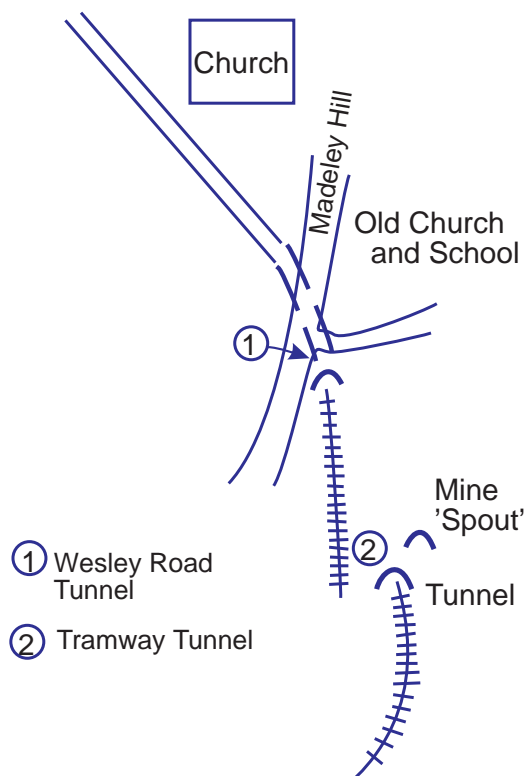 Church
Madeley Hill
Old Church
and School
1
Mine
'Spout'
2
Tunnel
1 Wesley Road
Tunnel
2 Tramway Tunnel